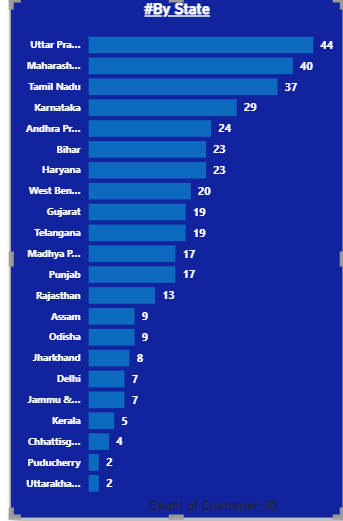 #By State
Uttar Pra... 44
Maharash... 40
Tamil Nadu 37
Karnataka 29
Andhra Pr... 24
Bihar 23
Haryana 23
West Ben... 20
Gujarat 19
Telangana 19
Madhya P... 17
Punjab 17
Rajasthan 13
Assam 9
Odisha 9
Jharkhand 8
Delhi 7
Jammu &... 7
Kerala 5
Chhattisg... 4
Puducherry 2
Uttarakha... 2
Count of Customer_ID